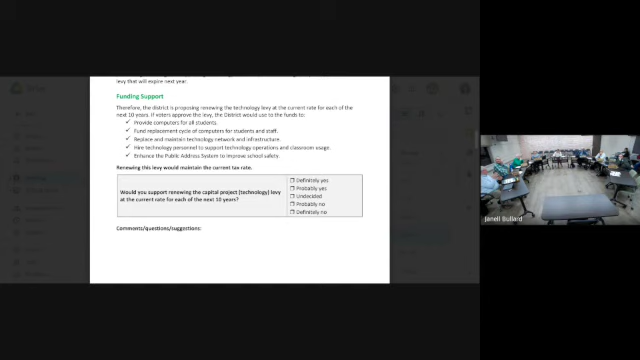 levy that will expire next year.
Funding Support
Therefore, the district is proposing renewing the technology levy at the current rate for each of the
next 10 years. If voters approve the levy, the District would use to the funds to:
✓ Provide computers for all students.
✓ Fund replacement cycle of computers for students and staff.
✓ Replace and maintain technology network and infrastructure.
✓ Hire technology personnel to support technology operations and classroom usage.
✓ Enhance the Public Address System to improve school safety.
Renewing this levy would maintain the current tax rate.
Would you support renewing the capital project (technology) levy
at the current rate for each of the next 10 years?
☐ Definitely yes
☐ Probably yes
☐ Undecided
☐ Probably no
☐ Definitely no
Comments/questions/suggestions:
Janell Bullard